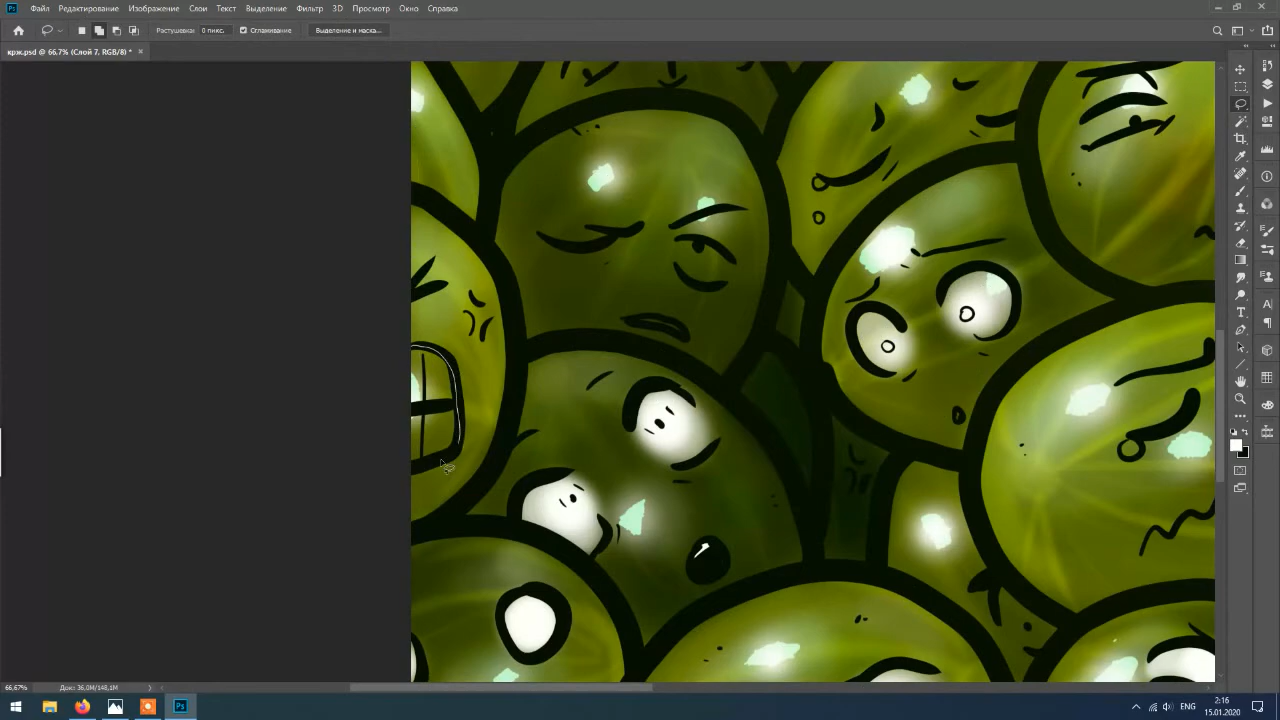 Ps Файл Редактирование Изображение Слои Текст Выделение Фильтр 3D Просмотр Окно Справка
Растушевка: 0 пикс. Сглаживание Выделение и маска...
крж.psd @ 66,7% (Слой 7, RGB/8) *
66,67% Док: 36,0M/148,1M
Ps ENG 2:16
15.01.2020